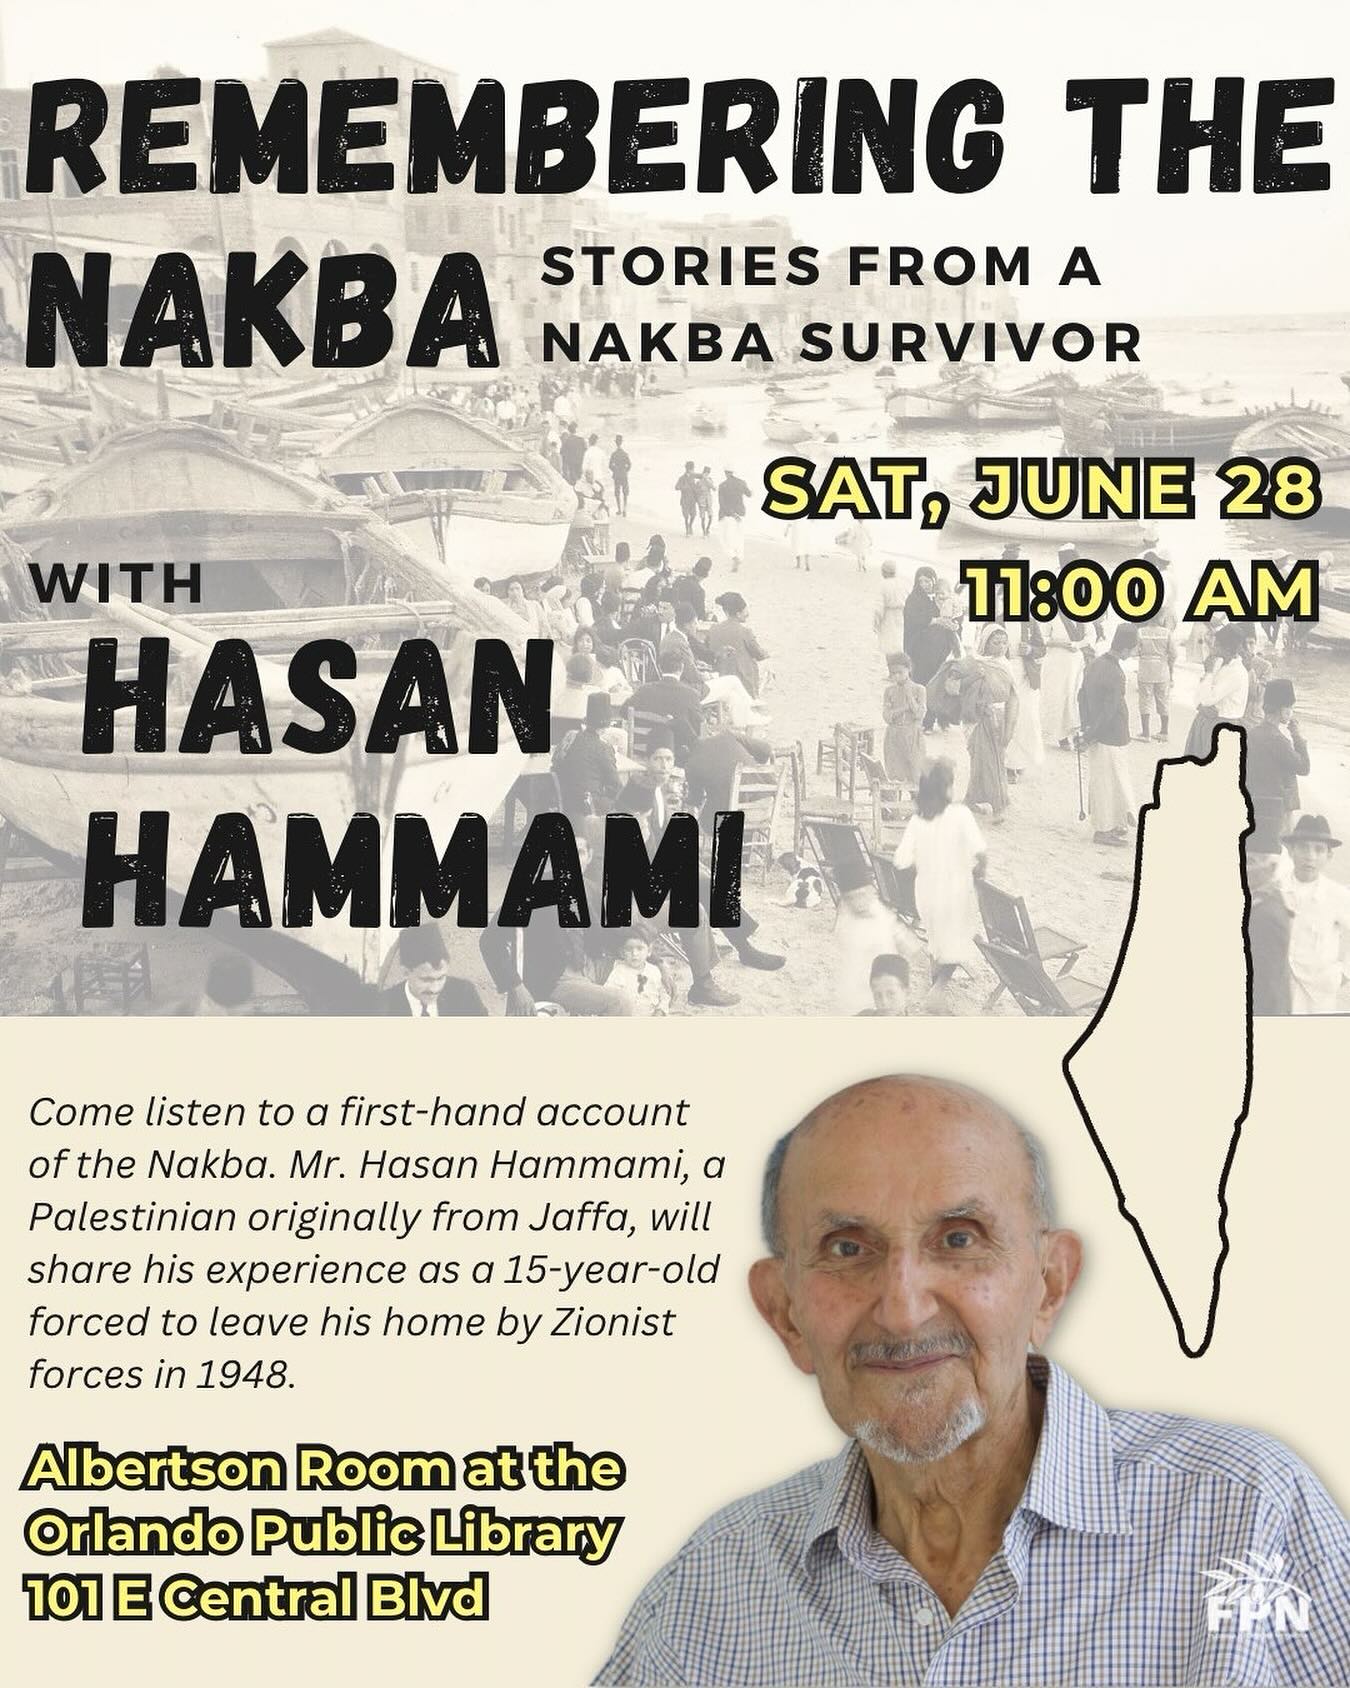 REMEMBERING THE
NAKBA
STORIES FROM A
NAKBA SURVIVOR
SAT, JUNE 28
11:00 AM
WITH
HASAN
HAMMAMI
Come listen to a first-hand account
of the Nakba. Mr. Hasan Hammami, a
Palestinian originally from Jaffa, will
share his experience as a 15-year-old
forced to leave his home by Zionist
forces in 1948.
Albertson Room at the
Orlando Public Library
101 E Central Blvd
FPN